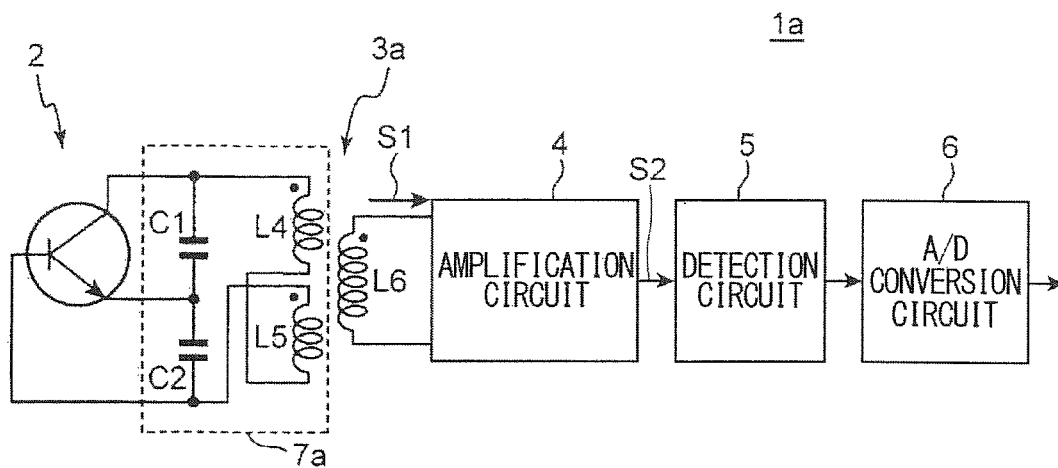 1a
2
3a
S1
4
S2
5
6
C1
L4
L6
AMPLIFICATION
CIRCUIT
DETECTION
CIRCUIT
A/D
CONVERSION
CIRCUIT
L5
C2
7a